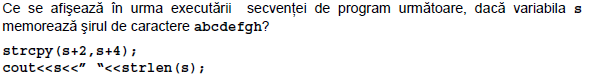 Ce se afişează în urma executării secvenţei de program următoare, dacă variabila s
memorează şirul de caractere abcdefgh?
strcpy(s+2,s+4);
cout<<s<<” “<<strlen(s);